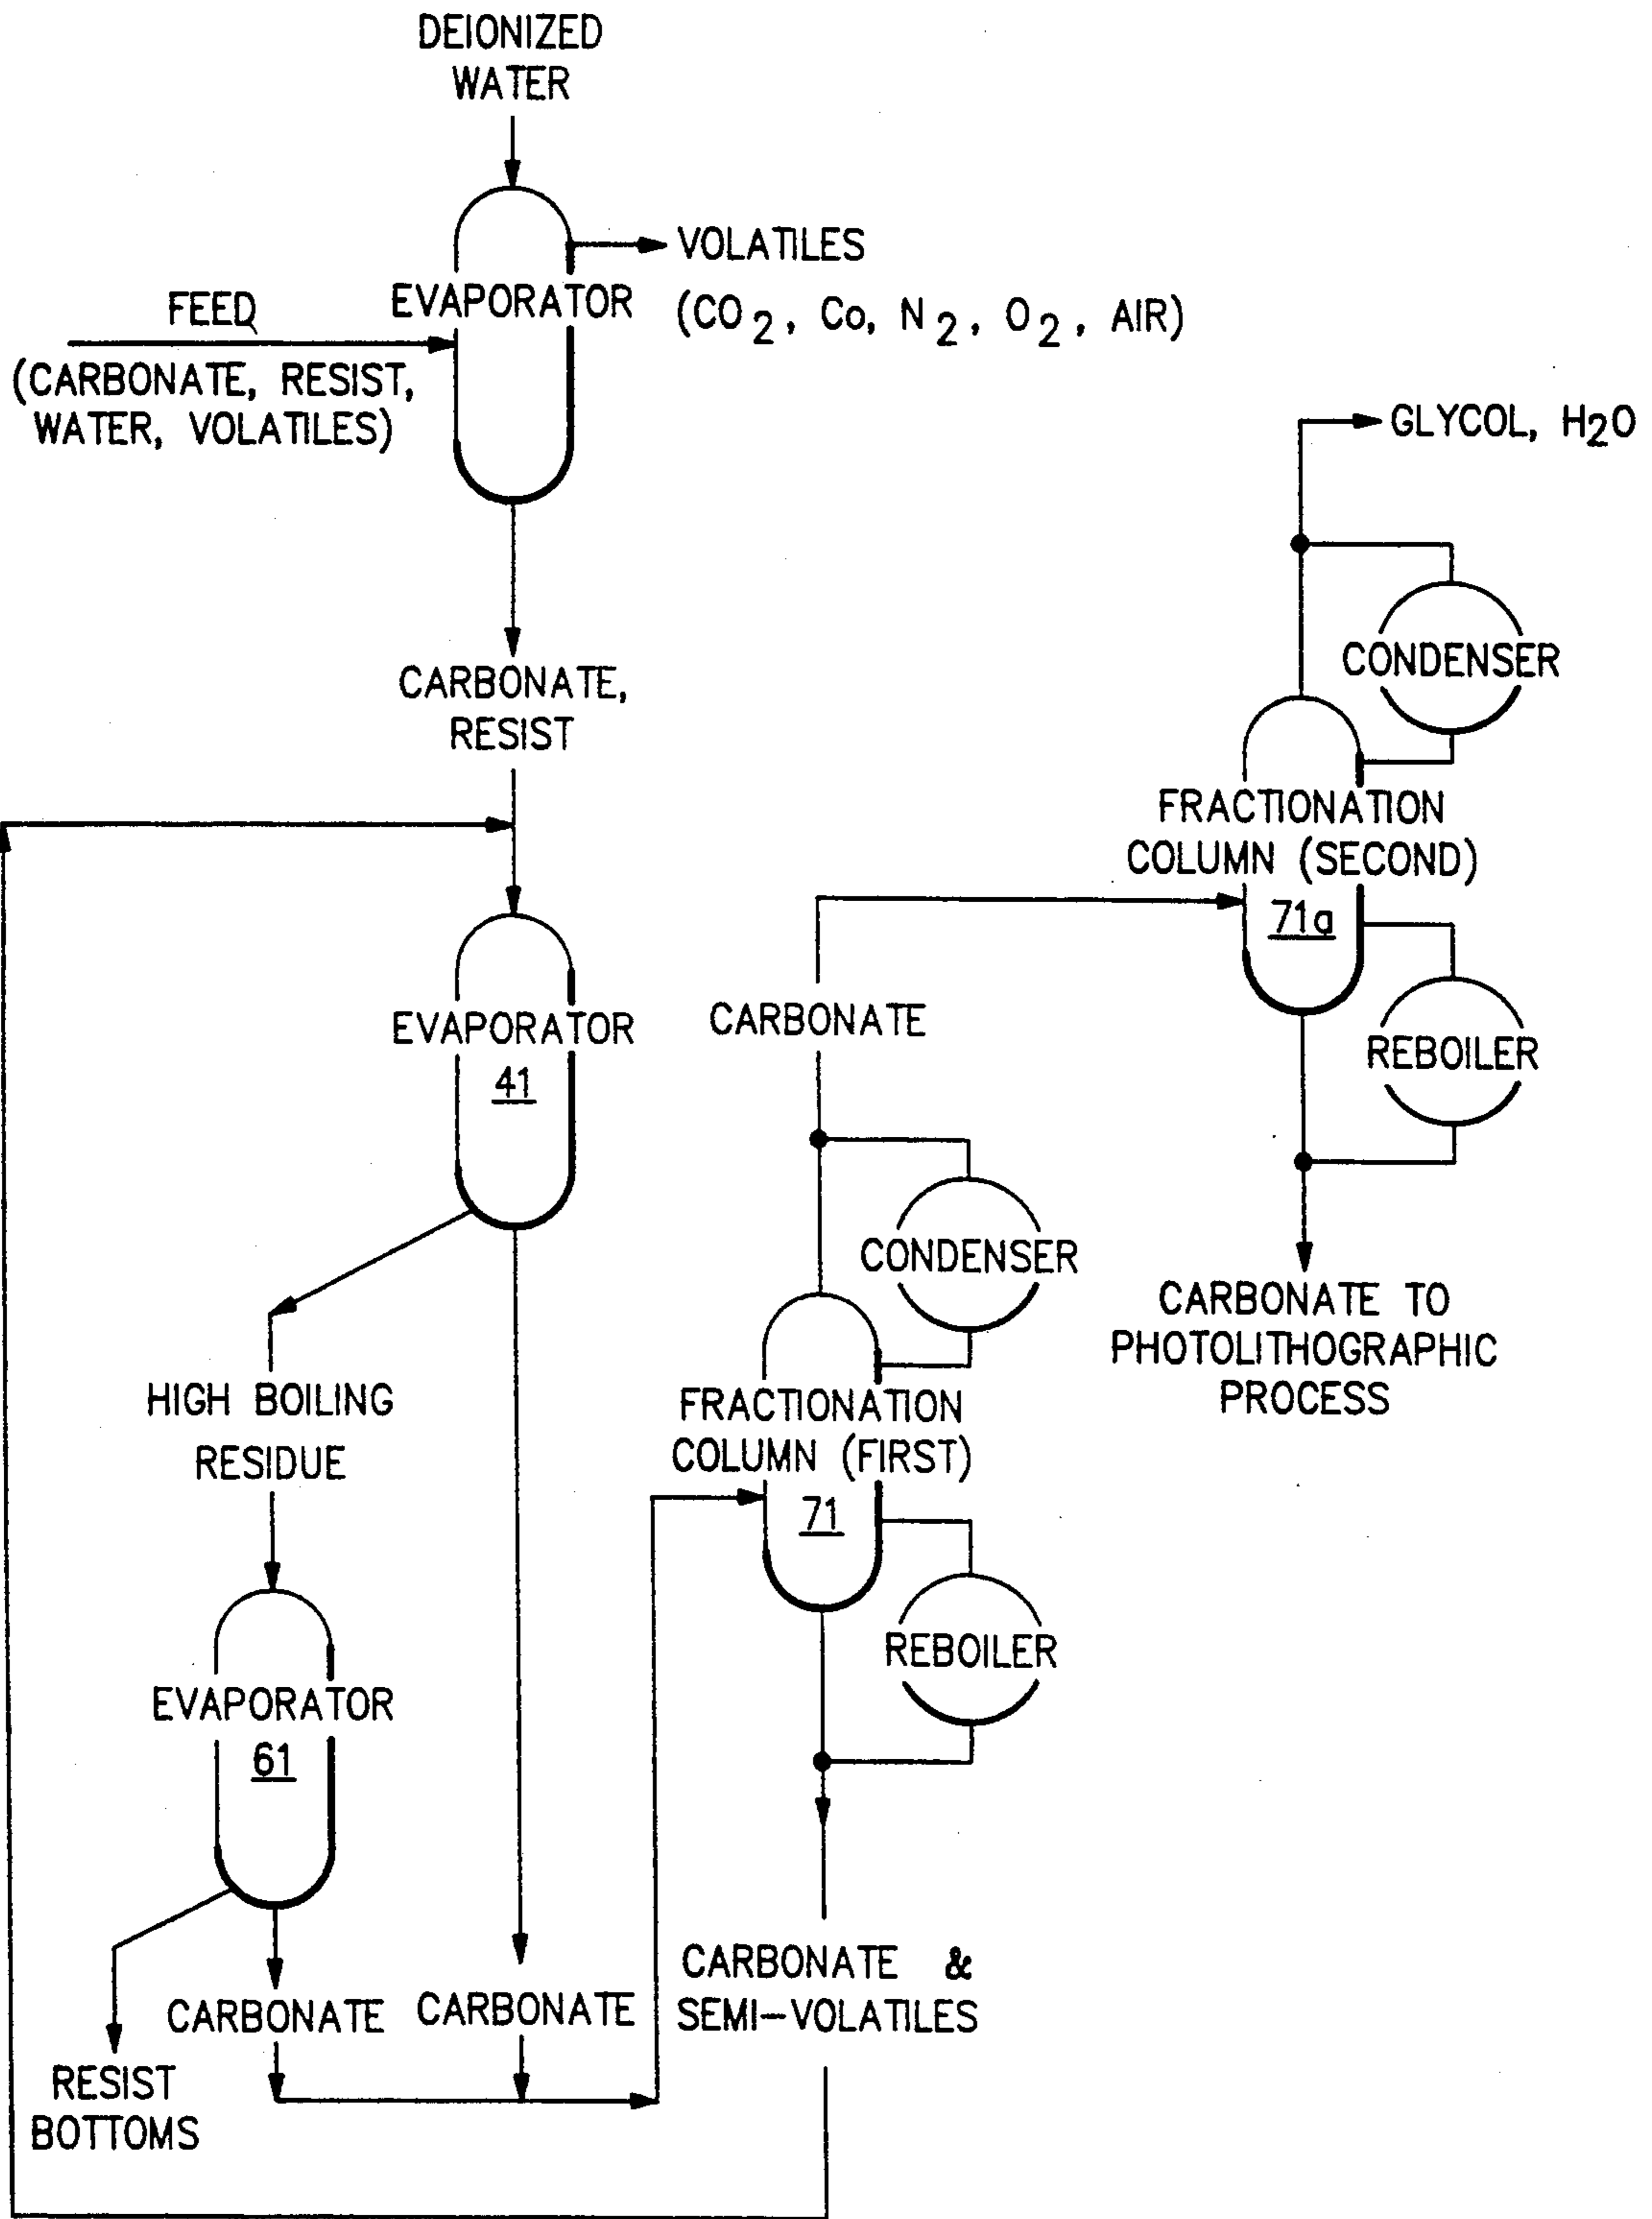 DEIONIZED
WATER
VOLATILES
(CO2, Co, N2, O2, AIR)
EVAPORATOR
FEED
(CARBONATE, RESIST,
WATER, VOLATILES)
GLYCOL, H2O
CONDENSER
CARBONATE,
RESIST
FRACTIONATION
COLUMN (SECOND)
71a
REBOILER
CARBONATE TO
PHOTOLITHOGRAPHIC
PROCESS
EVAPORATOR
41
CARBONATE
CONDENSER
FRACTIONATION
COLUMN (FIRST)
71
REBOILER
HIGH BOILING
RESIDUE
EVAPORATOR
61
CARBONATE
CARBONATE
CARBONATE &
SEMI-VOLATILES
RESIST
BOTTOMS